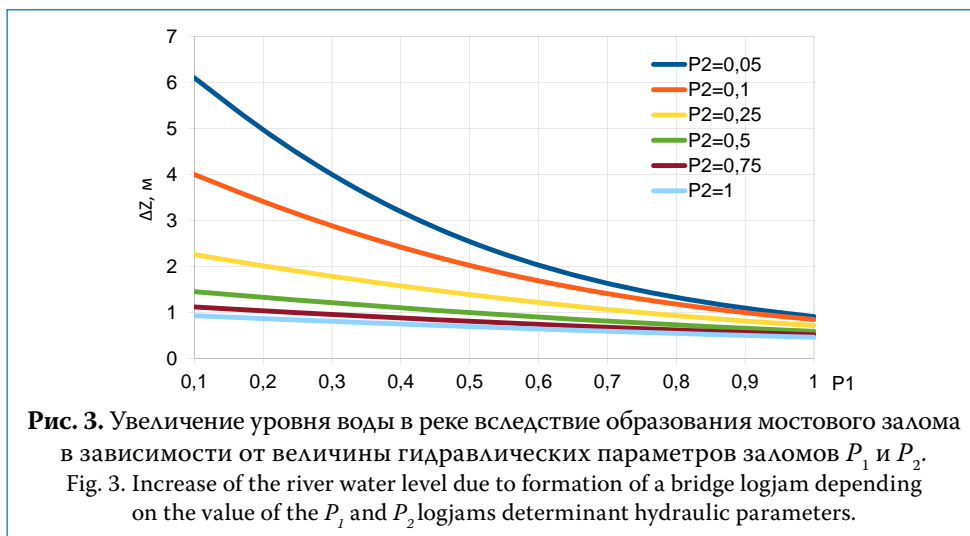 7
6
5
4
3
2
1
0
ΔZ, м
P2=0,05
P2=0,1
P2=0,25
P2=0,5
P2=0,75
P2=1
0,1 0,2 0,3 0,4 0,5 0,6 0,7 0,8 0,9 1 P1
Рис. 3. Увеличение уровня воды в реке вследствие образования мостового залома
в зависимости от величины гидравлических параметров заломов P₁ и P₂.
Fig. 3. Increase of the river water level due to formation of a bridge logjam depending
on the value of the P₁ and P₂ logjams determinant hydraulic parameters.